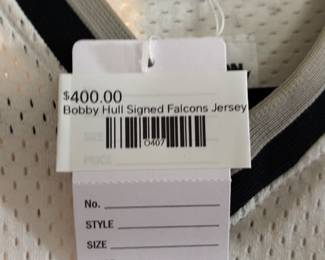 $400.00
Bobby Hull Signed Falcons Jersey
0407
No.
STYLE
SIZE